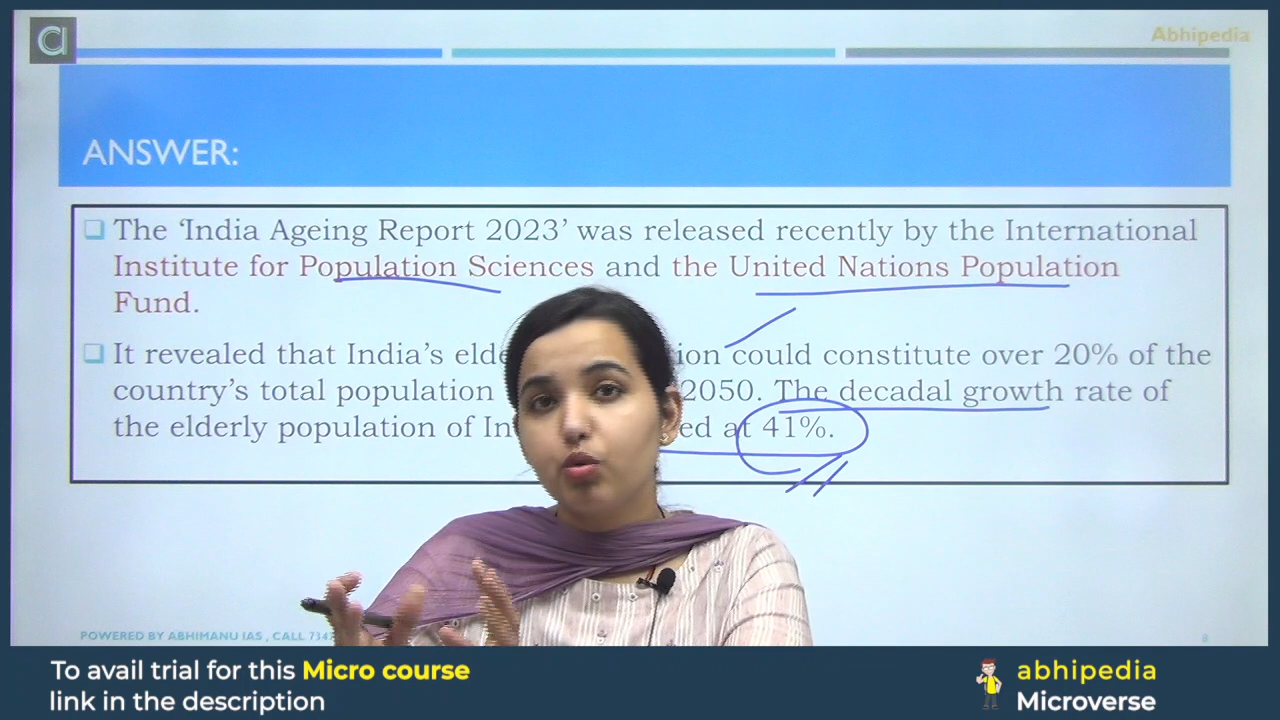 Abhipedia
ANSWER:
The ‘India Ageing Report 2023’ was released recently by the International
Institute for Population Sciences and the United Nations Population
Fund.
It revealed that India’s elde ion could constitute over 20% of the
country’s total population 2050. The decadal growth rate of
the elderly population of In ed at 41%.
POWERED BY ABHIMANU IAS , CALL 734
8
To avail trial for this Micro course
link in the description
abhipedia
Microverse